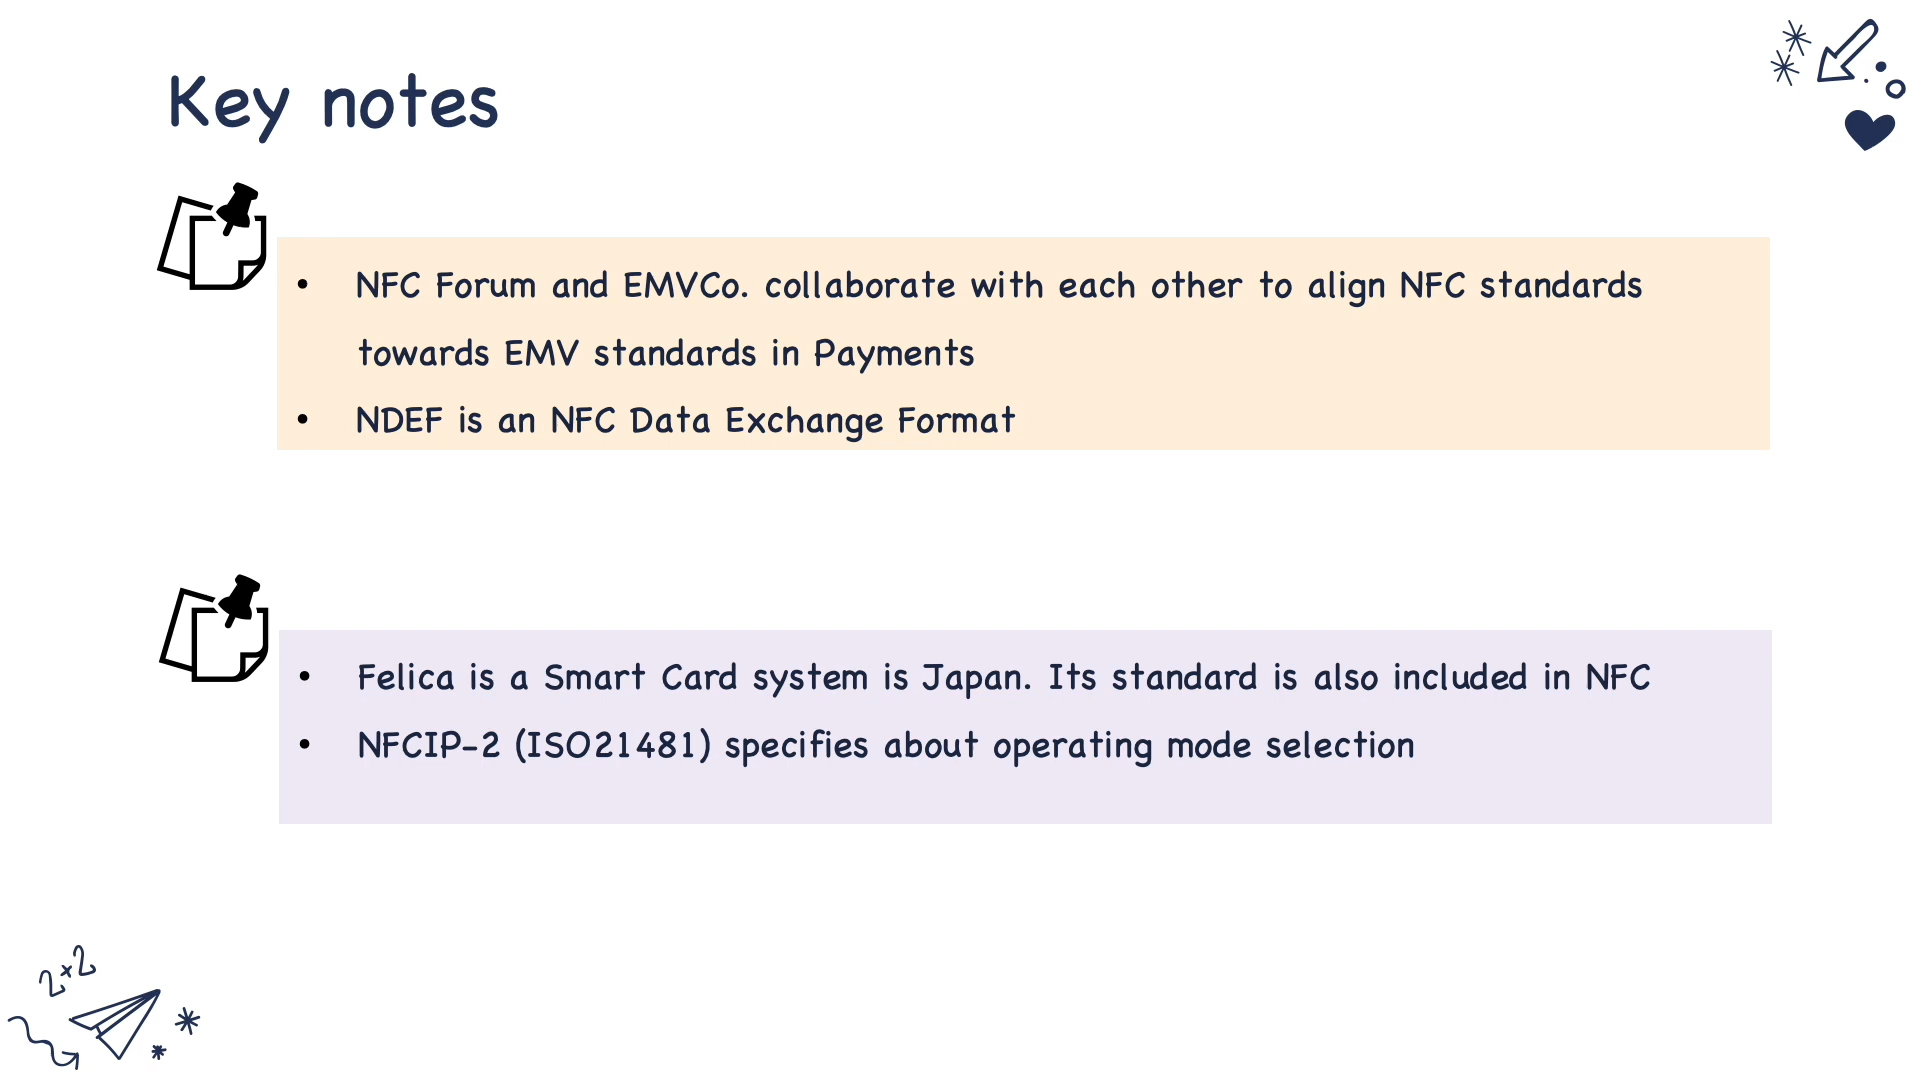 Key notes
• NFC Forum and EMVCo. collaborate with each other to align NFC standards
towards EMV standards in Payments
• NDEF is an NFC Data Exchange Format
• Felica is a Smart Card system is Japan. Its standard is also included in NFC
• NFCIP-2 (ISO21481) specifies about operating mode selection
2×2